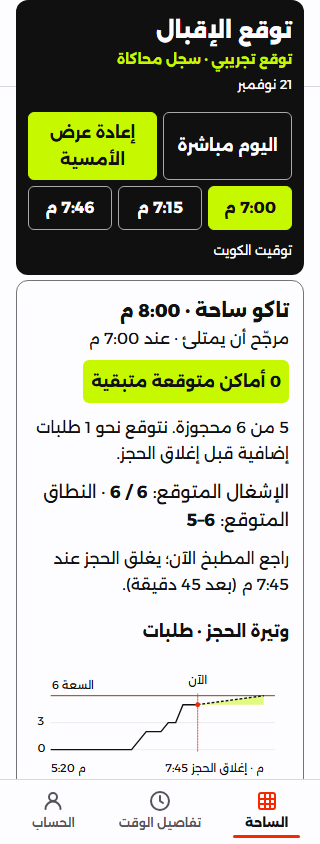 توقع الإقبال
توقع تجريبي · سجل محاكاة
21 نوفمبر
اليوم مباشرة
إعادة عرض
الأمسية
7:00 م
7:15 م
7:46 م
توقيت الكويت
تاكو ساحة · 8:00 م
مرجّح أن يمتلئ · عند 7:00 م
0 أماكن متوقعة متبقية
5 من 6 محجوزة. نتوقع نحو 1 طلبات
إضافية قبل إغلاق الحجز.
الإشغال المتوقع: 6 / 6 · النطاق
المتوقع: 6–5
راجع المطبخ الآن؛ يغلق الحجز عند
7:45 م (بعد 45 دقيقة).
وتيرة الحجز · طلبات
الآن
السعة 6
3
0
5:20 م
م · إغلاق الحجز 7:45
الساحة
تفاصيل الوقت
الحساب